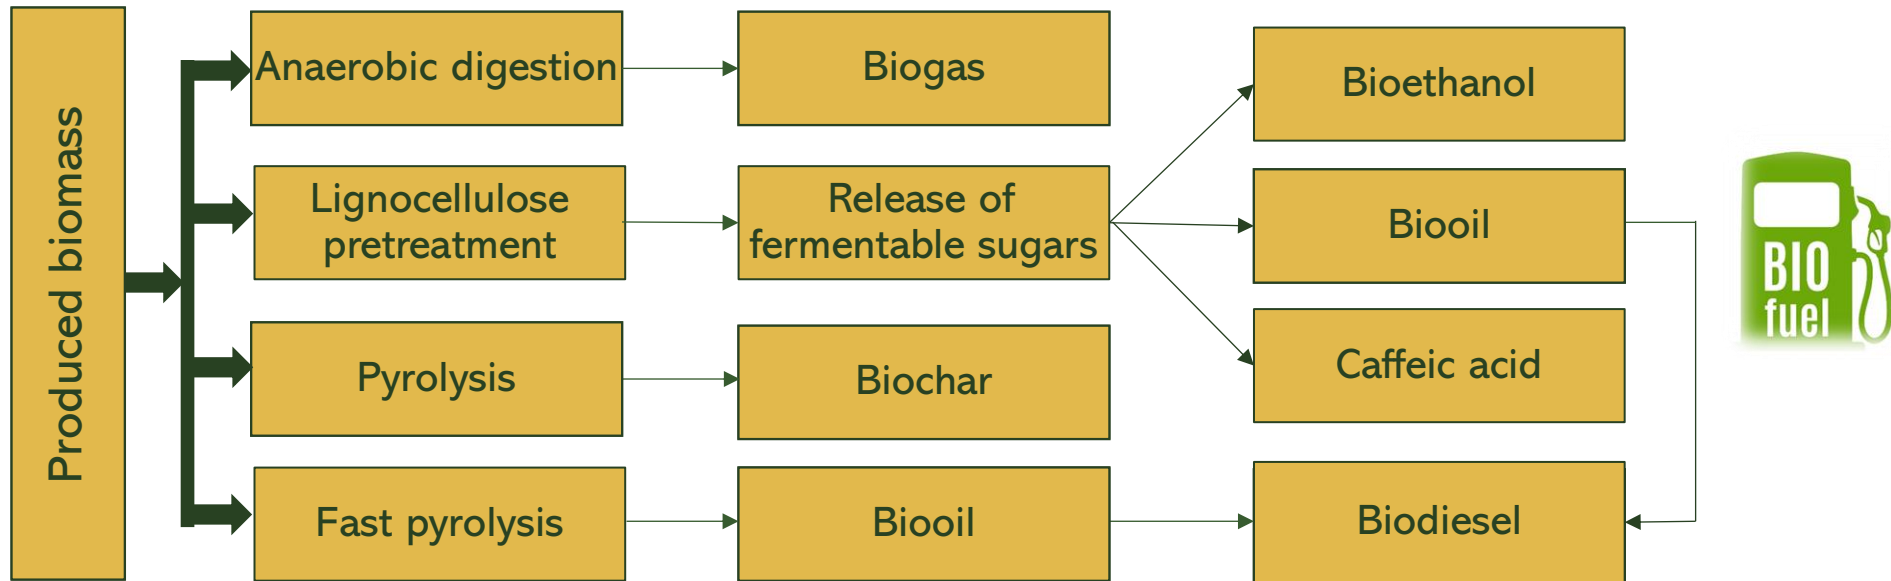 Produced biomass
Anaerobic digestion
Biogas
Bioethanol
Lignocellulose
pretreatment
Release of
fermentable sugars
Biooil
Pyrolysis
Biochar
Caffeic acid
Fast pyrolysis
Biooil
Biodiesel
BIO
fuel